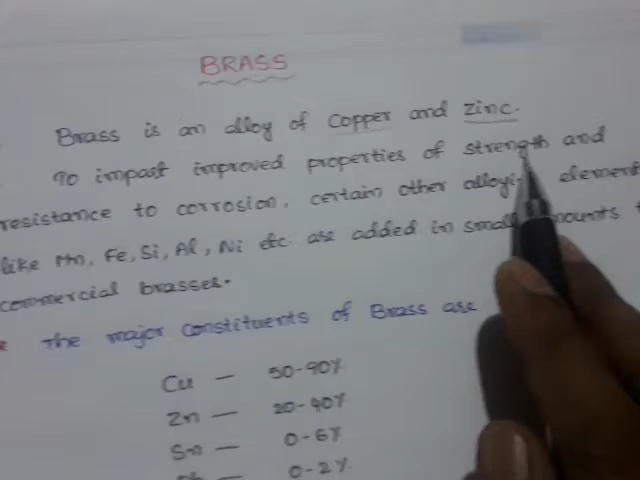 BRASS
Brass is an alloy of Copper and zinc.
To impart improved properties of strength and
resistance to corrosion, certain other alloying element
like Mn, Fe, Si, Al, Ni etc. are added in small amounts
commercial brasses.
The major constituents of Brass are
Cu — 50-90%
Zn — 20-40%
Sn — 0-6%
— 0-2%